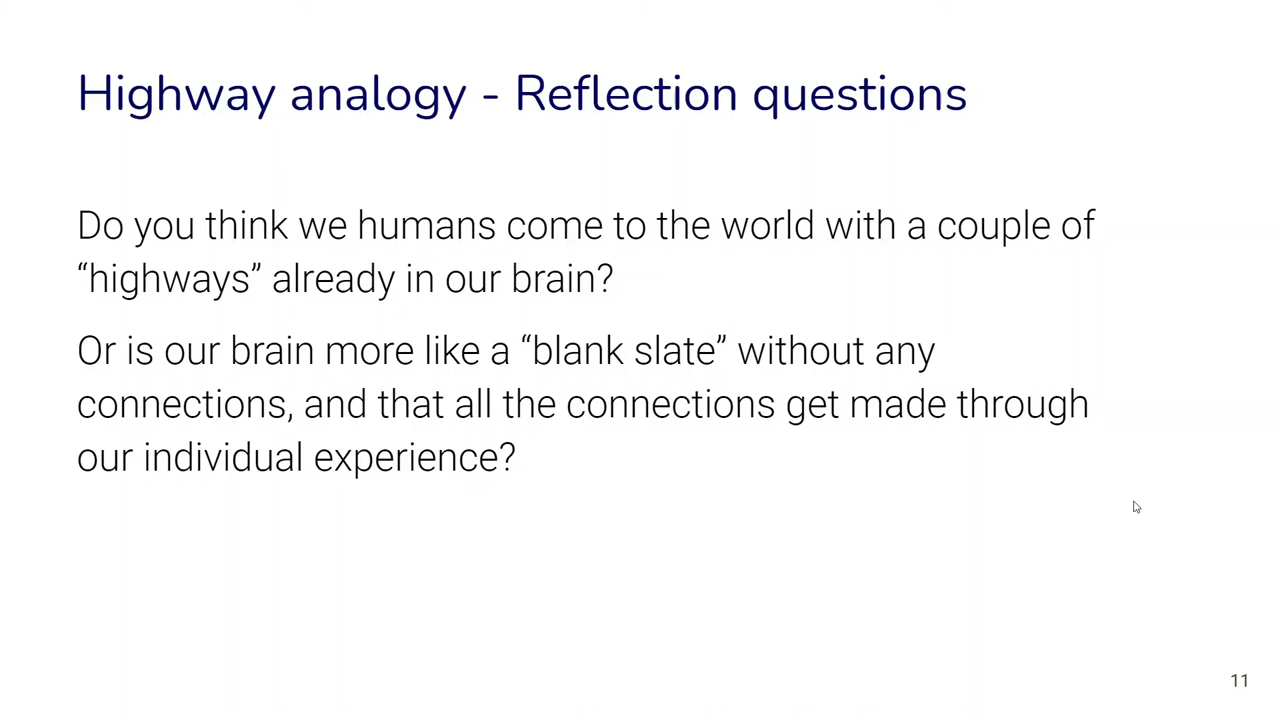 Highway analogy - Reflection questions
Do you think we humans come to the world with a couple of
“highways” already in our brain?
Or is our brain more like a “blank slate” without any
connections, and that all the connections get made through
our individual experience?
11